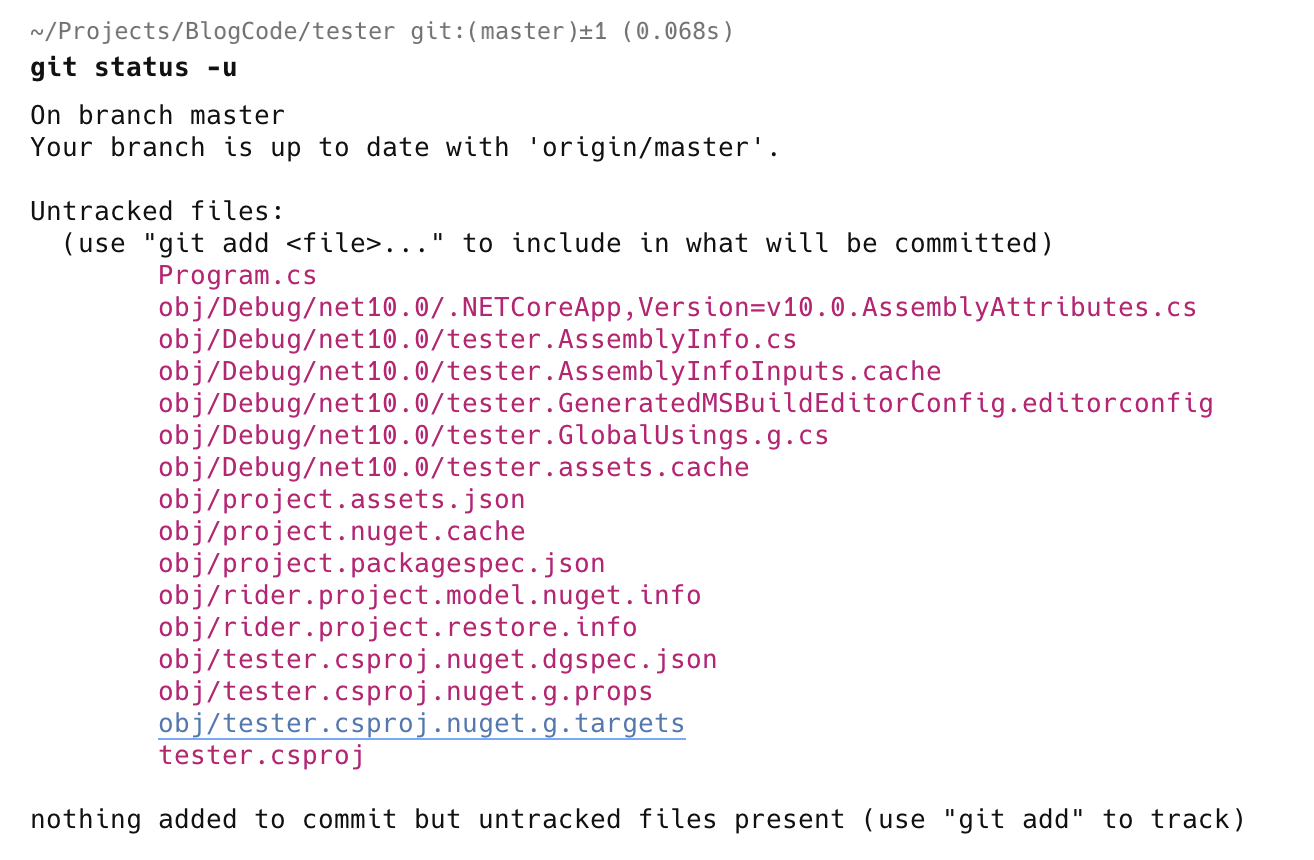 ~/Projects/BlogCode/tester git:(master)±1 (0.068s)
git status -u
On branch master
Your branch is up to date with 'origin/master'.
Untracked files:
(use "git add <file>..." to include in what will be committed)
Program.cs
obj/Debug/net10.0/.NETCoreApp,Version=v10.0.AssemblyAttributes.cs
obj/Debug/net10.0/tester.AssemblyInfo.cs
obj/Debug/net10.0/tester.AssemblyInfoInputs.cache
obj/Debug/net10.0/tester.GeneratedMSBuildEditorConfig.editorconfig
obj/Debug/net10.0/tester.GlobalUsings.g.cs
obj/Debug/net10.0/tester.assets.cache
obj/project.assets.json
obj/project.nuget.cache
obj/project.packagespec.json
obj/rider.project.model.nuget.info
obj/rider.project.restore.info
obj/tester.csproj.nuget.dgspec.json
obj/tester.csproj.nuget.g.props
obj/tester.csproj.nuget.g.targets
tester.csproj
nothing added to commit but untracked files present (use "git add" to track)